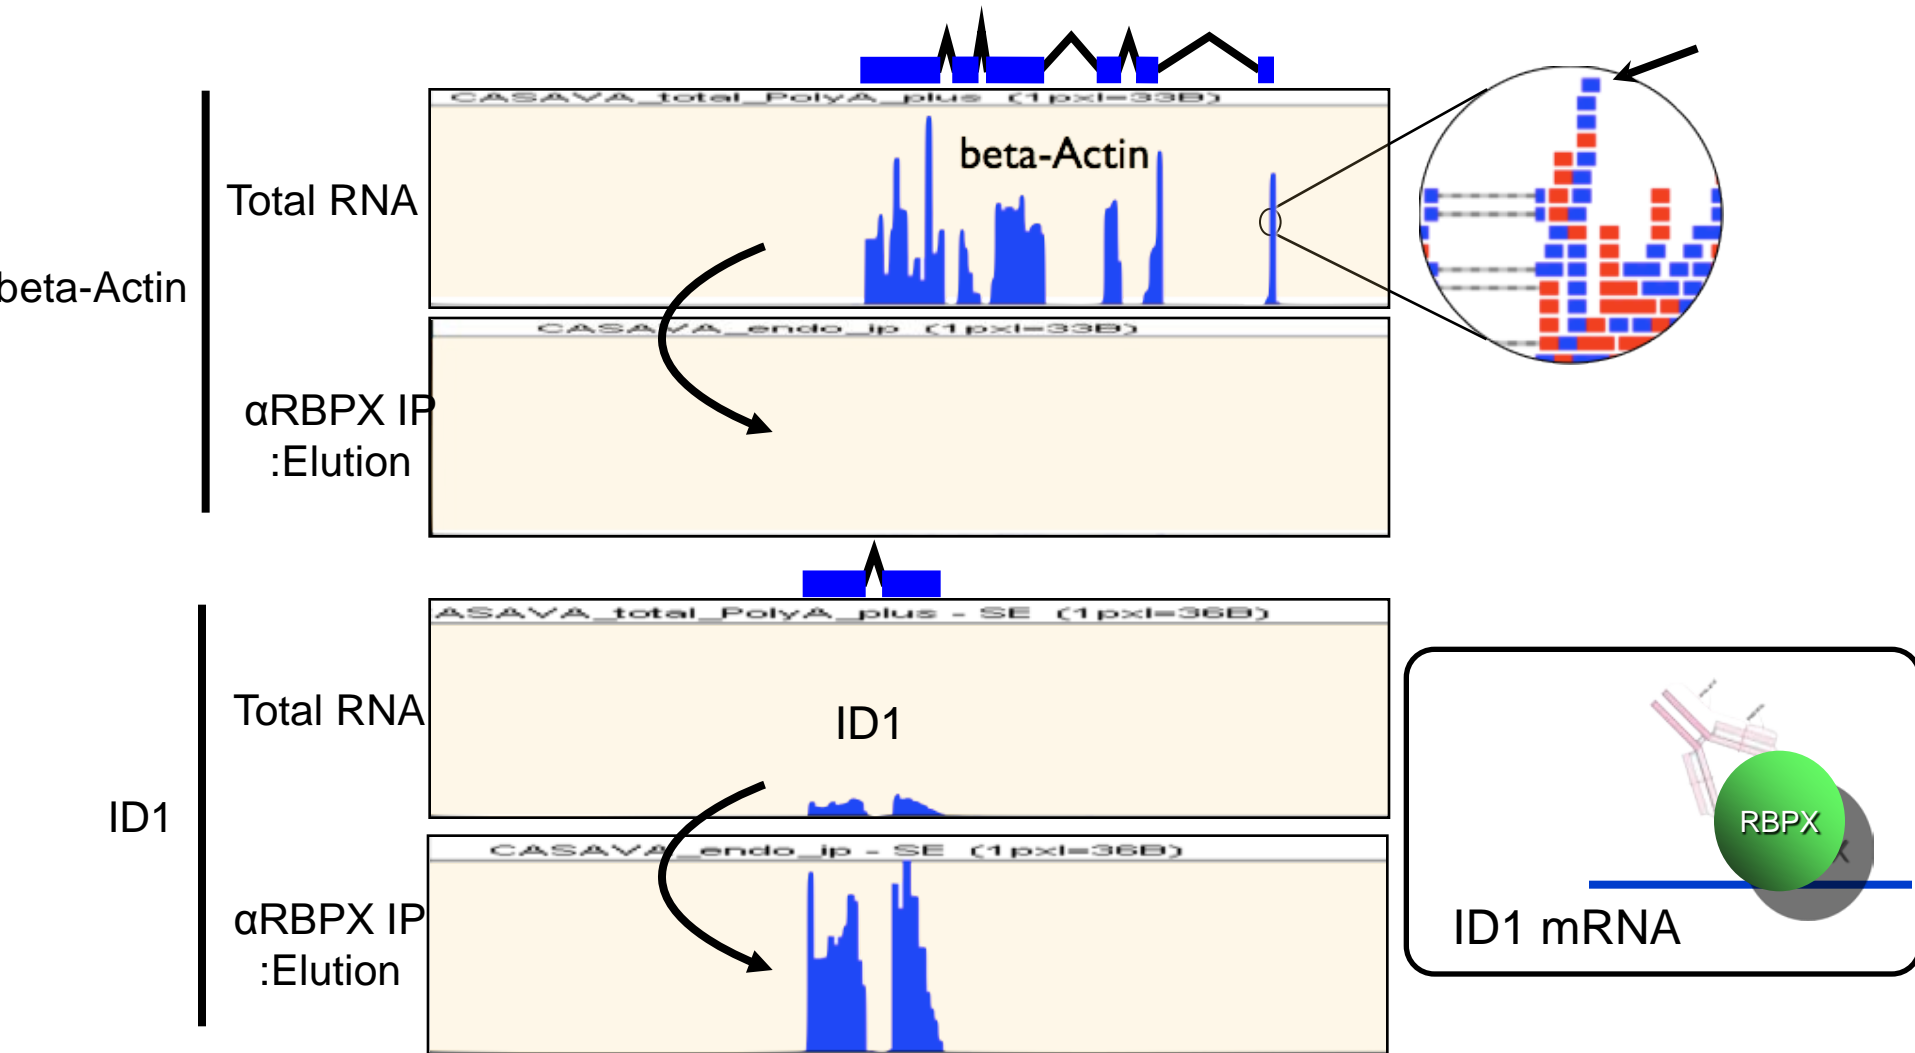 CASAVA_total_PolyA_plus (1pxl=33B)
beta-Actin
Total RNA
beta-Actin
CASAVA_endo_ip (1pxl=33B)
αRBPX IP
:Elution
ASAVA_total_PolyA_plus - SE (1pxl=36B)
Total RNA
ID1
ID1
CASAVA_endo_ip - SE (1pxl=36B)
αRBPX IP
:Elution
RBPX
ID1 mRNA